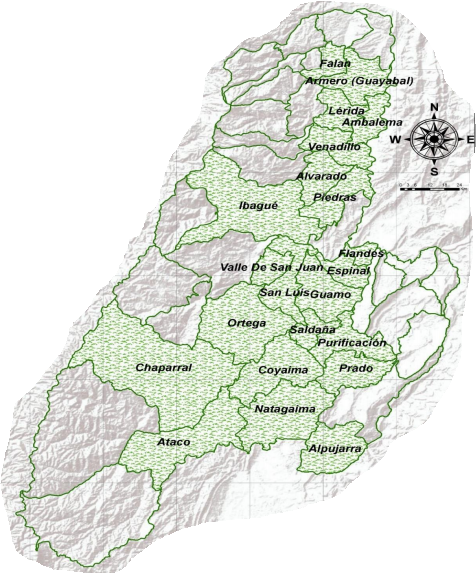 Falan
Armero (Guayabal)
N
Lérida
Ambalema
W
E
Venadillo
S
Alvarado
Piedras
Ibagué
Flandes
Valle De San Juan
Espinal
San Luis
Guamo
Ortega
Saldaña
Purificación
Chaparral
Coyaima
Prado
Natagaima
Ataco
Alpujarra